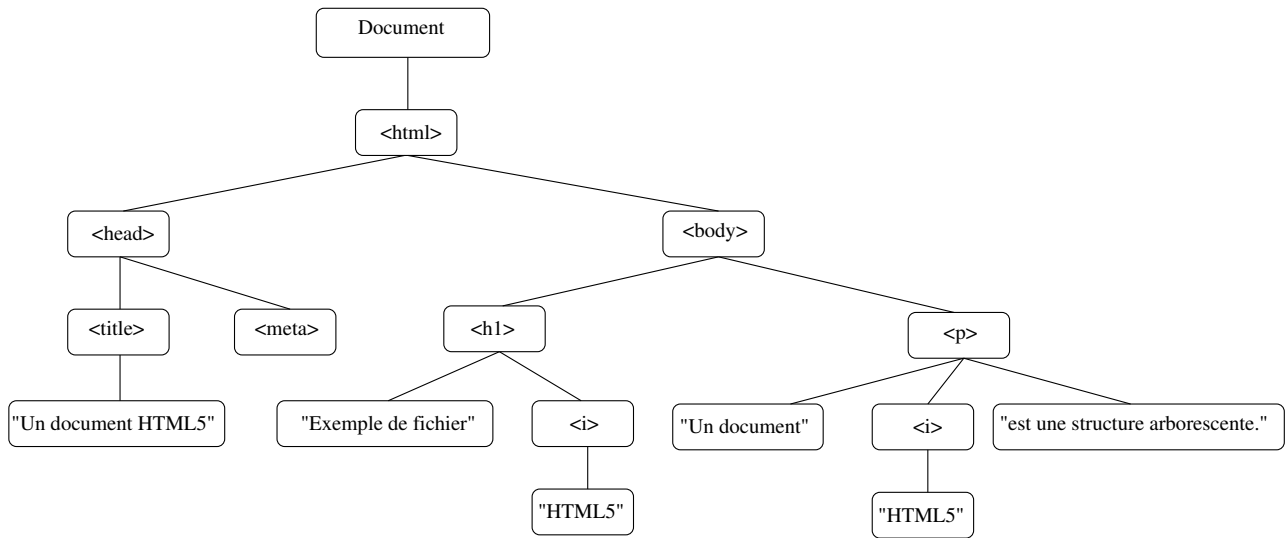 Document
<html>
<head>
<body>
<title>
<meta>
<h1>
<p>
"Un document HTML5"
"Exemple de fichier"
<i>
"Un document"
<i>
"est une structure arborescente."
"HTML5"
"HTML5"